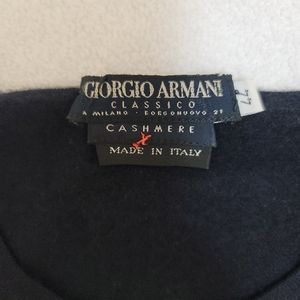 GIORGIO ARMANI
CLASSICO
A MILANO - BORGONUOVO 21
CASHMERE
MADE IN ITALY